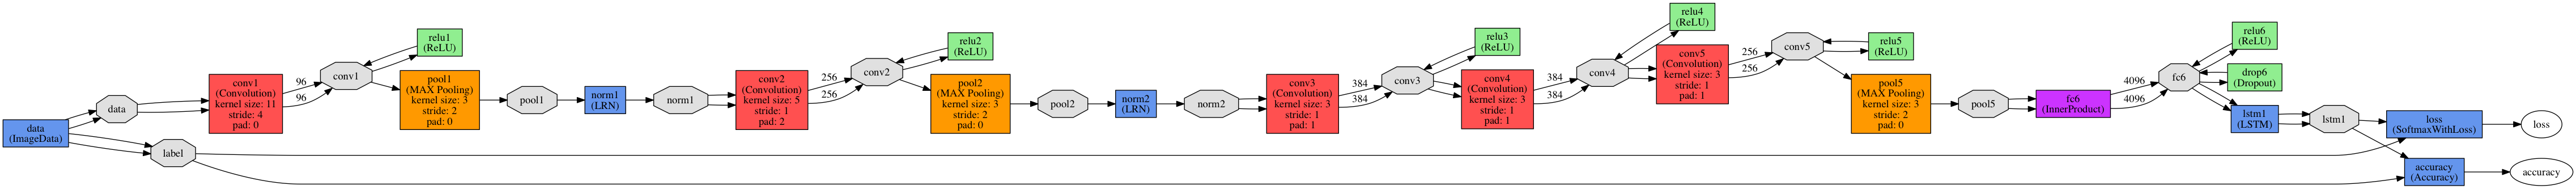 data
(ImageData)
data
label
conv1
(Convolution)
kernel size: 11
stride: 4
pad: 0
96
96
conv1
relu1
(ReLU)
pool1
(MAX Pooling)
kernel size: 3
stride: 2
pad: 0
pool1
norm1
(LRN)
norm1
conv2
(Convolution)
kernel size: 5
stride: 1
pad: 2
256
256
conv2
relu2
(ReLU)
pool2
(MAX Pooling)
kernel size: 3
stride: 2
pad: 0
pool2
norm2
(LRN)
norm2
conv3
(Convolution)
kernel size: 3
stride: 1
pad: 1
384
384
conv3
relu3
(ReLU)
conv4
(Convolution)
kernel size: 3
stride: 1
pad: 1
384
384
conv4
relu4
(ReLU)
conv5
(Convolution)
kernel size: 3
stride: 1
pad: 1
256
256
conv5
relu5
(ReLU)
pool5
(MAX Pooling)
kernel size: 3
stride: 2
pad: 0
pool5
fc6
(InnerProduct)
4096
4096
fc6
relu6
(ReLU)
drop6
(Dropout)
lstm1
(LSTM)
lstm1
loss
(SoftmaxWithLoss)
loss
accuracy
(Accuracy)
accuracy